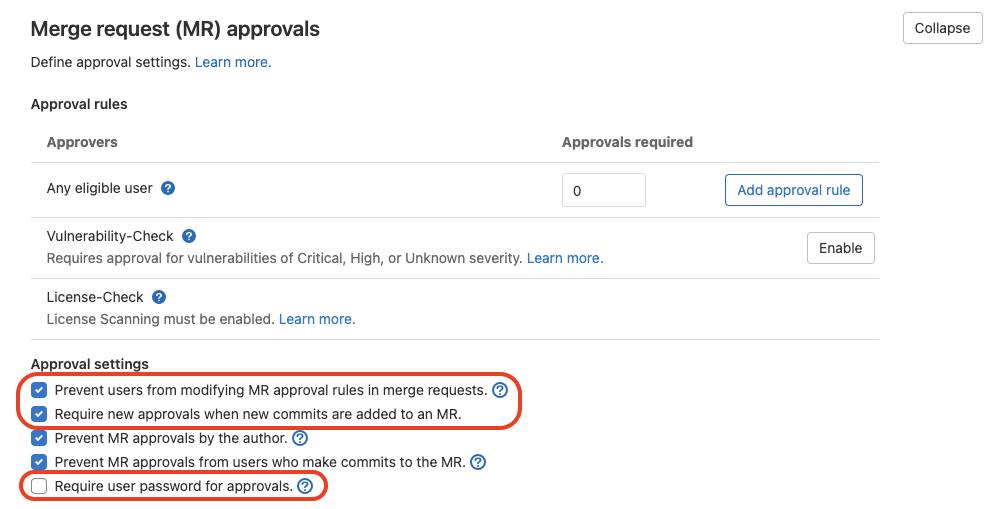 Merge request (MR) approvals
Collapse
Define approval settings. Learn more.
Approval rules
Approvers Approvals required
Any eligible user ? 0 Add approval rule
Vulnerability-Check ?
Requires approval for vulnerabilities of Critical, High, or Unknown severity. Learn more.
Enable
License-Check ?
License Scanning must be enabled. Learn more.
Approval settings
Prevent users from modifying MR approval rules in merge requests. ?
Require new approvals when new commits are added to an MR.
Prevent MR approvals by the author. ?
Prevent MR approvals from users who make commits to the MR. ?
Require user password for approvals. ?